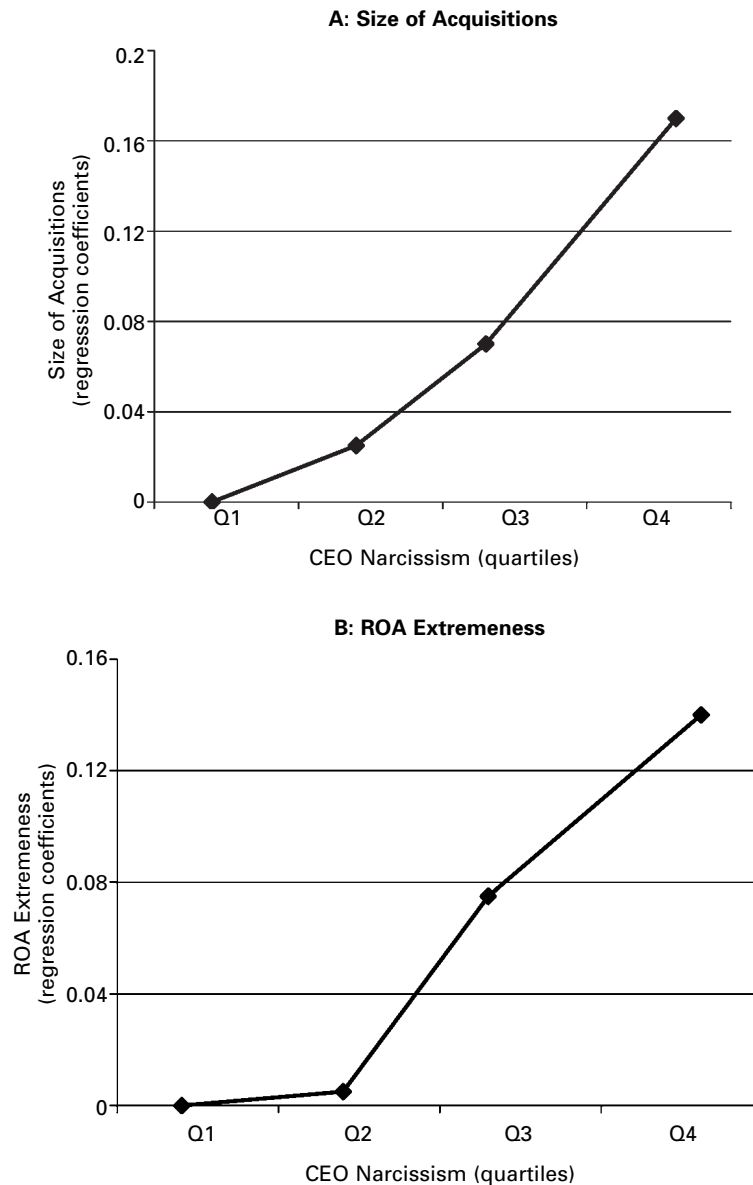 A: Size of Acquisitions
0.2
0.16
0.12
0.08
0.04
0
Size of Acquisitions
(regresssion coefficients)
Q1 Q2 Q3 Q4
CEO Narcissism (quartiles)
B: ROA Extremeness
0.16
0.12
0.08
0.04
0
ROA Extremeness
(regression coefficients)
Q1 Q2 Q3 Q4
CEO Narcissism (quartiles)